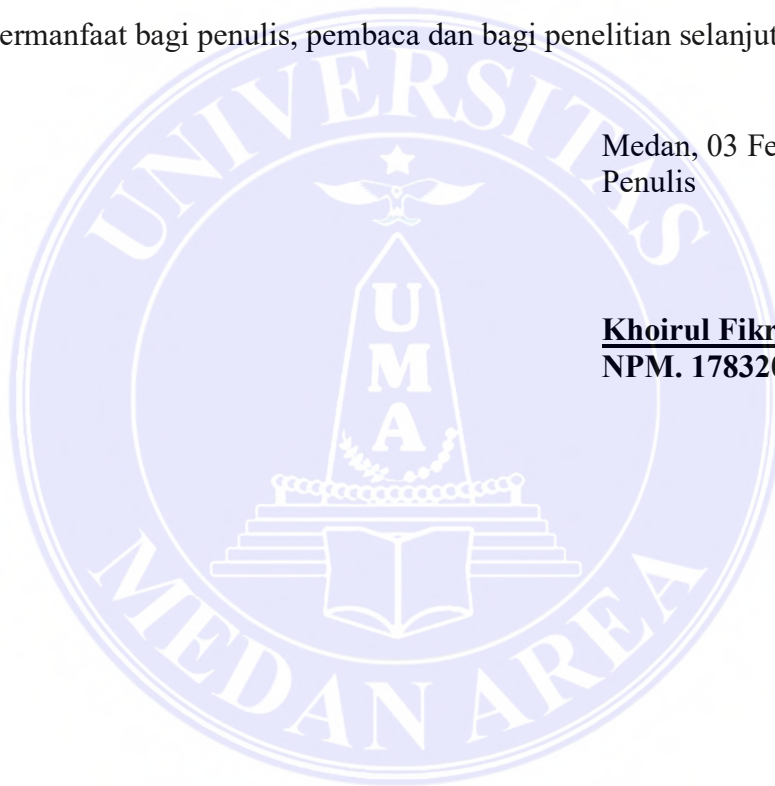 ermanfaat bagi penulis, pembaca dan bagi penelitian selanjut
Medan, 03 Fe
Penulis
Khoirul Fikr
NPM. 178320
UNIVERSITAS
UMA
MEDAN AREA